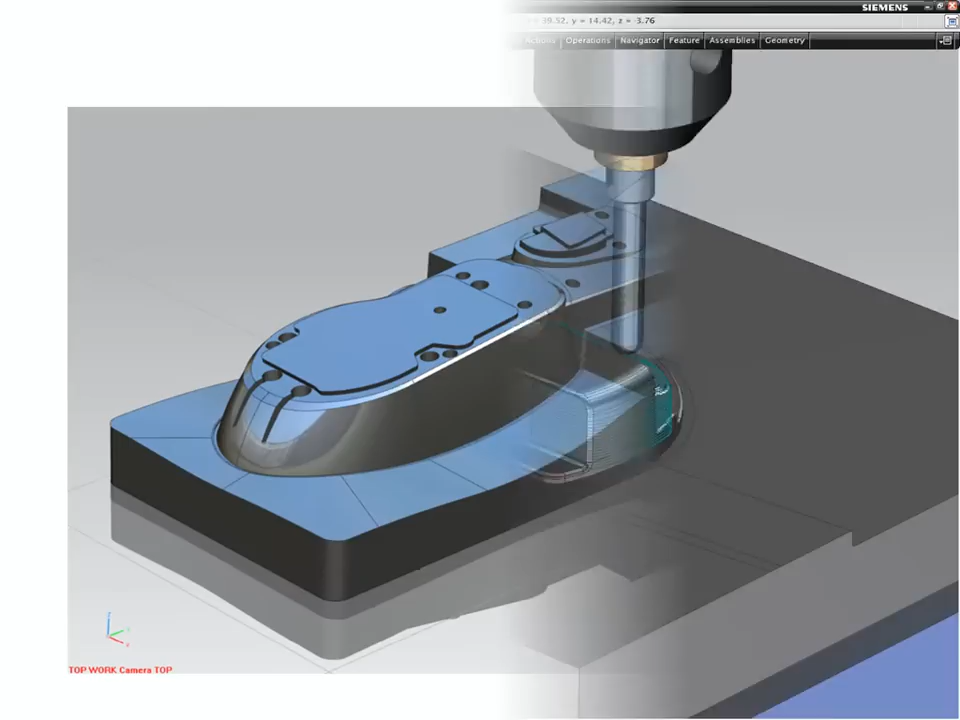 SIEMENS
39.52, y = 14.42, z = -3.76
Actions Operations Navigator Feature Assemblies Geometry
TOP WORK Camera TOP